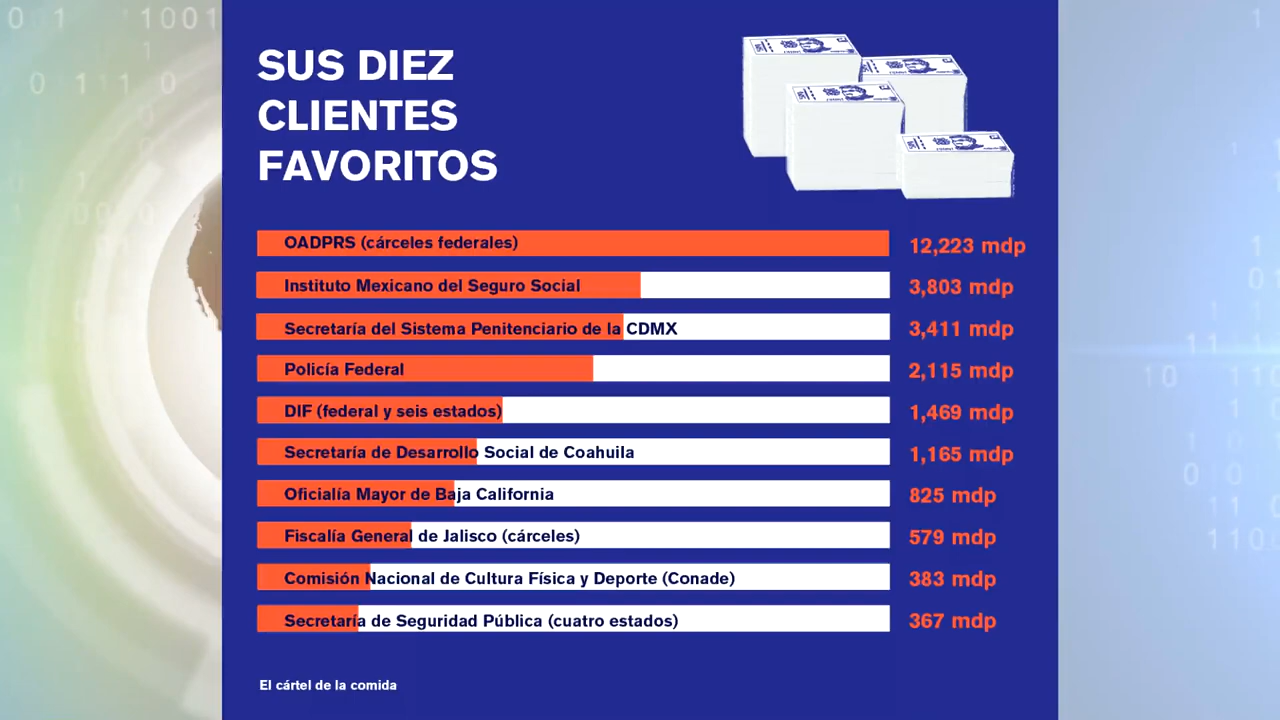 SUS DIEZ
CLIENTES
FAVORITOS
OADPRS (cárceles federales) 12,223 mdp
Instituto Mexicano del Seguro Social 3,803 mdp
Secretaría del Sistema Penitenciario de la CDMX 3,411 mdp
Policía Federal 2,115 mdp
DIF (federal y seis estados) 1,469 mdp
Secretaría de Desarrollo Social de Coahuila 1,165 mdp
Oficialía Mayor de Baja California 825 mdp
Fiscalía General de Jalisco (cárceles) 579 mdp
Comisión Nacional de Cultura Física y Deporte (Conade) 383 mdp
Secretaría de Seguridad Pública (cuatro estados) 367 mdp
El cártel de la comida